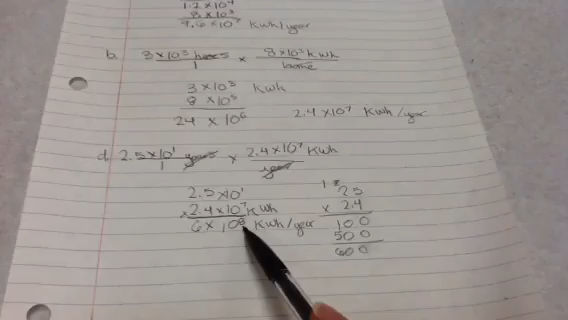 1.2 x 10⁴
8 x 10³
9.6 x 10⁷ Kwh/year
b. 3 x 10³ homes x 8 x 10³ Kwh
1 home
3 x 10³ Kwh
8 x 10³
24 x 10⁶ 2.4 x 10⁷ Kwh/year
d. 2.5 x 10¹ years x 2.4 x 10⁷ Kwh
1 year
2.5 x 10¹ 25
x 2.4 x 10⁷ Kwh x 2.4
6 x 10⁸ Kwh/year 100
500
600